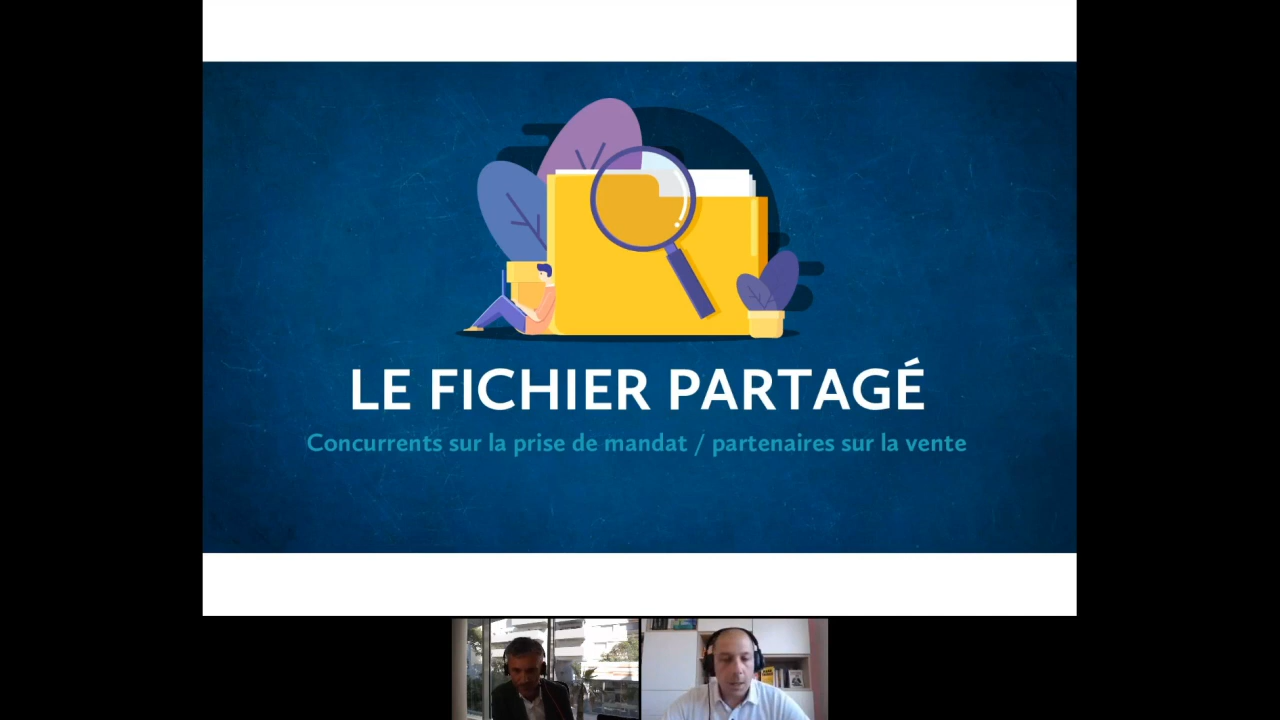 LE FICHIER PARTAGÉ
Concurrents sur la prise de mandat / partenaires sur la vente